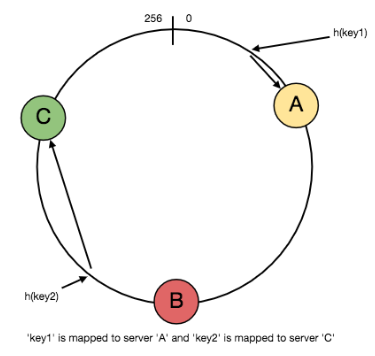 256 0
h(key1)
A
C
h(key2)
B
'key1' is mapped to server 'A' and 'key2' is mapped to server 'C'